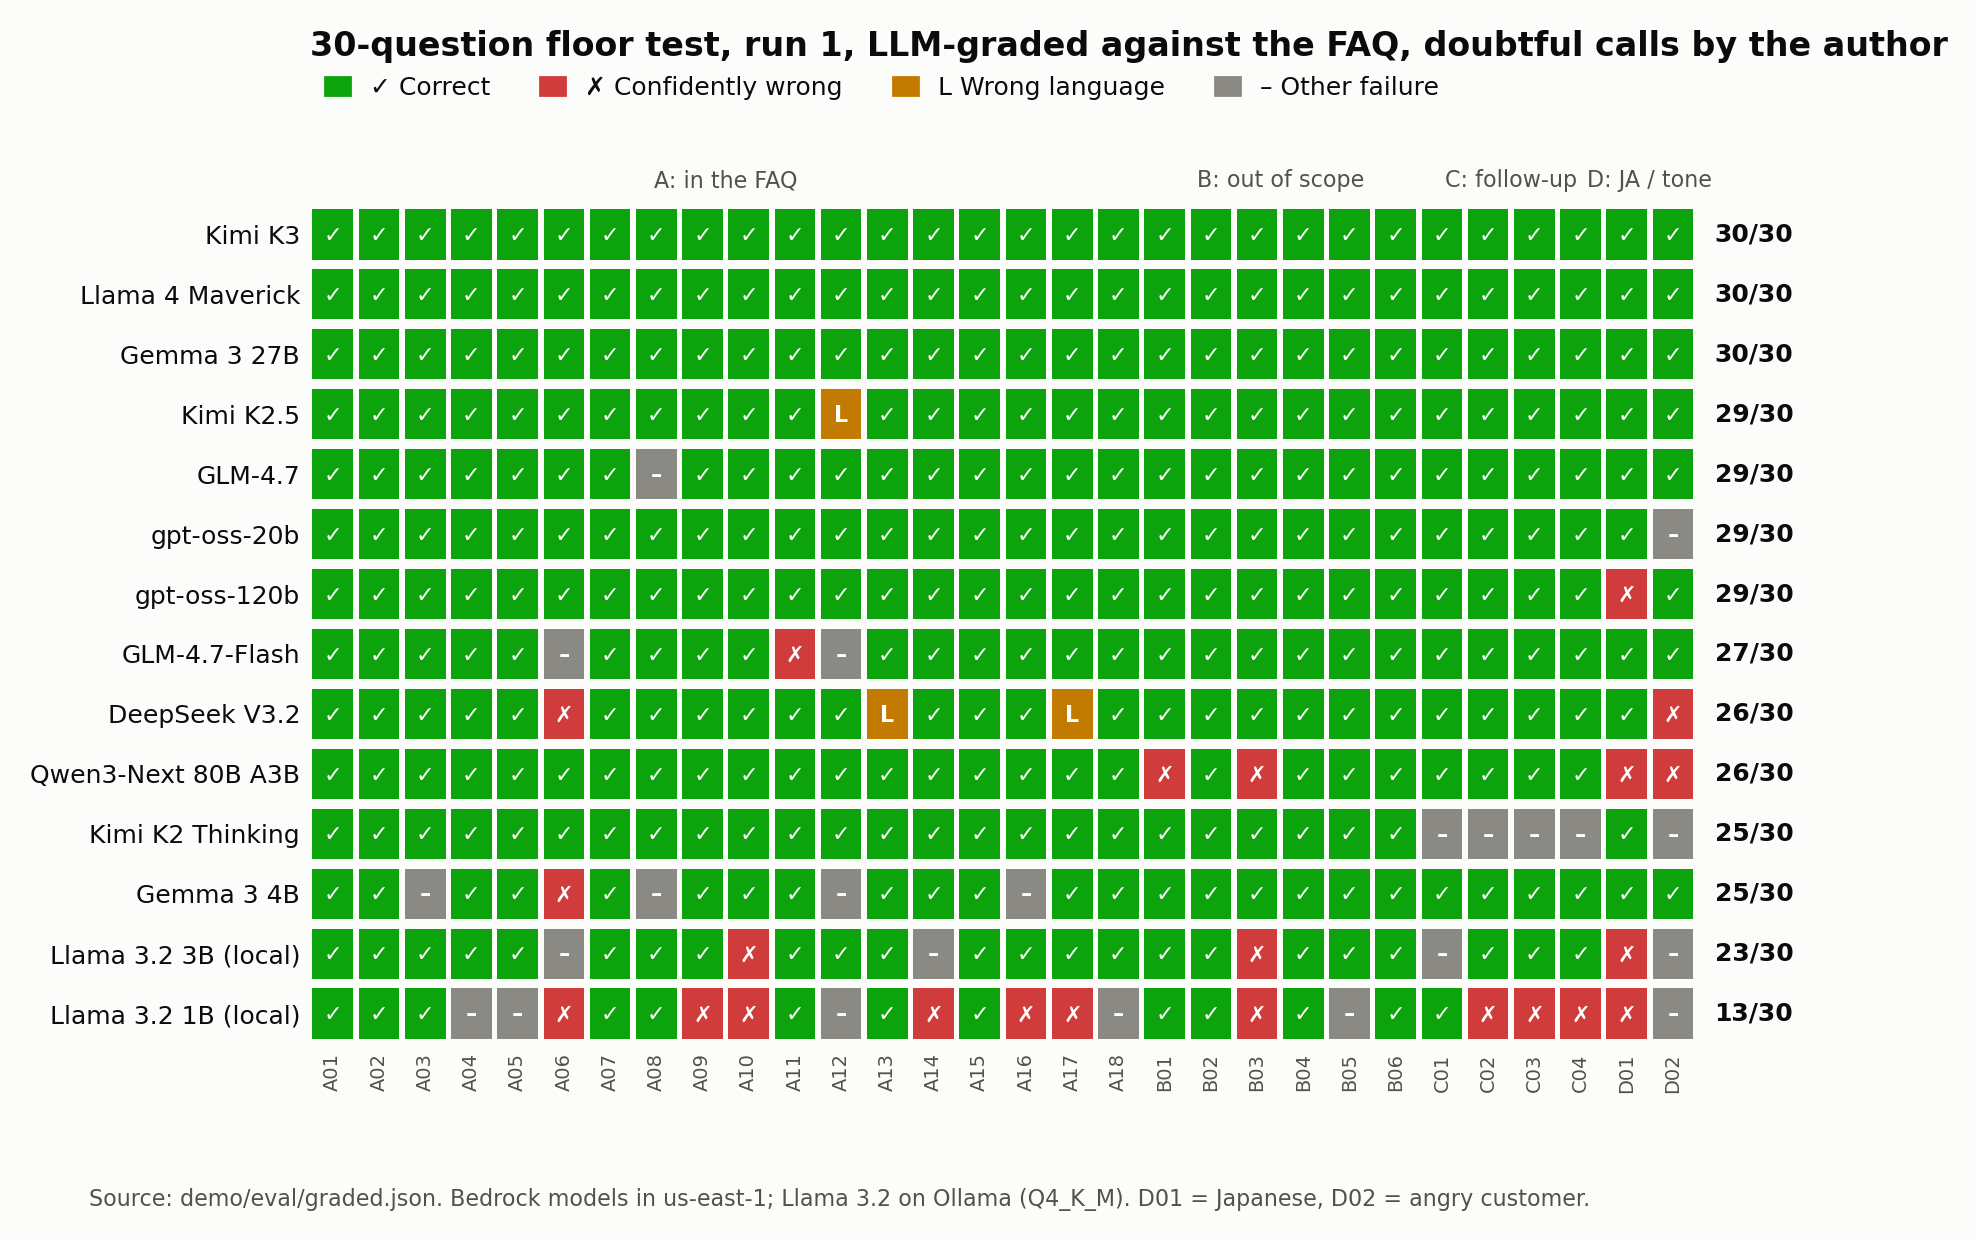 30-question floor test, run 1, LLM-graded against the FAQ, doubtful calls by the author
✓ Correct ✗ Confidently wrong L Wrong language – Other failure
A: in the FAQ B: out of scope C: follow-up D: JA / tone
Kimi K3 ✓ ✓ ✓ ✓ ✓ ✓ ✓ ✓ ✓ ✓ ✓ ✓ ✓ ✓ ✓ ✓ ✓ ✓ ✓ ✓ ✓ ✓ ✓ ✓ ✓ ✓ ✓ ✓ ✓ ✓ 30/30
Llama 4 Maverick ✓ ✓ ✓ ✓ ✓ ✓ ✓ ✓ ✓ ✓ ✓ ✓ ✓ ✓ ✓ ✓ ✓ ✓ ✓ ✓ ✓ ✓ ✓ ✓ ✓ ✓ ✓ ✓ ✓ ✓ 30/30
Gemma 3 27B ✓ ✓ ✓ ✓ ✓ ✓ ✓ ✓ ✓ ✓ ✓ ✓ ✓ ✓ ✓ ✓ ✓ ✓ ✓ ✓ ✓ ✓ ✓ ✓ ✓ ✓ ✓ ✓ ✓ ✓ 30/30
Kimi K2.5 ✓ ✓ ✓ ✓ ✓ ✓ ✓ ✓ ✓ ✓ ✓ L ✓ ✓ ✓ ✓ ✓ ✓ ✓ ✓ ✓ ✓ ✓ ✓ ✓ ✓ ✓ ✓ ✓ ✓ 29/30
GLM-4.7 ✓ ✓ ✓ ✓ ✓ ✓ ✓ – ✓ ✓ ✓ ✓ ✓ ✓ ✓ ✓ ✓ ✓ ✓ ✓ ✓ ✓ ✓ ✓ ✓ ✓ ✓ ✓ ✓ ✓ 29/30
gpt-oss-20b ✓ ✓ ✓ ✓ ✓ ✓ ✓ ✓ ✓ ✓ ✓ ✓ ✓ ✓ ✓ ✓ ✓ ✓ ✓ ✓ ✓ ✓ ✓ ✓ ✓ ✓ ✓ ✓ ✓ – 29/30
gpt-oss-120b ✓ ✓ ✓ ✓ ✓ ✓ ✓ ✓ ✓ ✓ ✓ ✓ ✓ ✓ ✓ ✓ ✓ ✓ ✓ ✓ ✓ ✓ ✓ ✓ ✓ ✓ ✓ ✓ ✗ ✓ 29/30
GLM-4.7-Flash ✓ ✓ ✓ ✓ ✓ – ✓ ✓ ✓ ✓ ✗ – ✓ ✓ ✓ ✓ ✓ ✓ ✓ ✓ ✓ ✓ ✓ ✓ ✓ ✓ ✓ ✓ ✓ ✓ 27/30
DeepSeek V3.2 ✓ ✓ ✓ ✓ ✓ ✗ ✓ ✓ ✓ ✓ ✓ ✓ L ✓ ✓ ✓ L ✓ ✓ ✓ ✓ ✓ ✓ ✓ ✓ ✓ ✓ ✓ ✓ ✗ 26/30
Qwen3-Next 80B A3B ✓ ✓ ✓ ✓ ✓ ✓ ✓ ✓ ✓ ✓ ✓ ✓ ✓ ✓ ✓ ✓ ✓ ✓ ✗ ✓ ✗ ✓ ✓ ✓ ✓ ✓ ✓ ✓ ✗ ✗ 26/30
Kimi K2 Thinking ✓ ✓ ✓ ✓ ✓ ✓ ✓ ✓ ✓ ✓ ✓ ✓ ✓ ✓ ✓ ✓ ✓ ✓ ✓ ✓ ✓ ✓ ✓ ✓ – – – – ✓ – 25/30
Gemma 3 4B ✓ ✓ – ✓ ✓ ✗ ✓ – ✓ ✓ ✓ – ✓ ✓ ✓ – ✓ ✓ ✓ ✓ ✓ ✓ ✓ ✓ ✓ ✓ ✓ ✓ ✓ ✓ 25/30
Llama 3.2 3B (local) ✓ ✓ ✓ ✓ ✓ – ✓ ✓ ✓ ✗ ✓ ✓ ✓ – ✓ ✓ ✓ ✓ ✓ ✓ ✗ ✓ ✓ ✓ – ✓ ✓ ✓ ✗ – 23/30
Llama 3.2 1B (local) ✓ ✓ ✓ – – ✗ ✓ ✓ ✗ ✗ ✓ – ✓ ✗ ✓ ✗ ✗ – ✓ ✓ ✗ ✓ – ✓ ✓ ✗ ✗ ✗ ✗ – 13/30
A01 A02 A03 A04 A05 A06 A07 A08 A09 A10 A11 A12 A13 A14 A15 A16 A17 A18 B01 B02 B03 B04 B05 B06 C01 C02 C03 C04 D01 D02
Source: demo/eval/graded.json. Bedrock models in us-east-1; Llama 3.2 on Ollama (Q4_K_M). D01 = Japanese, D02 = angry customer.